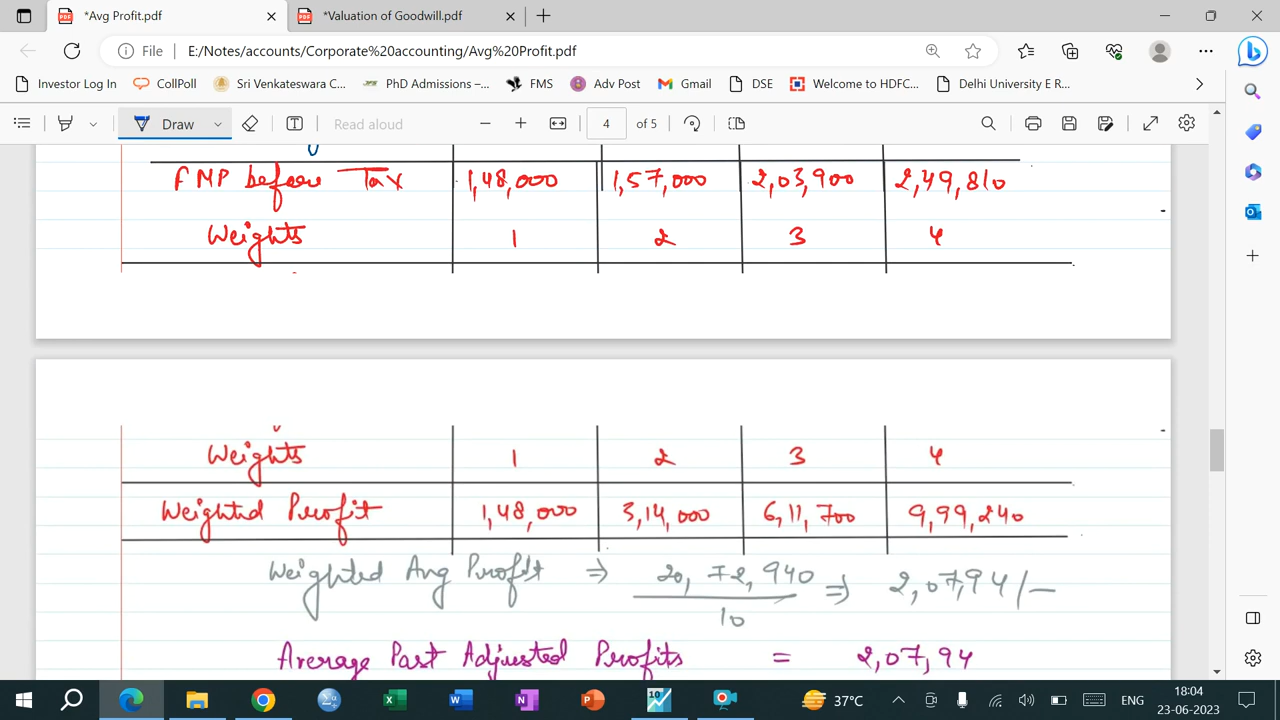 *Avg Profit.pdf
*Valuation of Goodwill.pdf
File E:/Notes/accounts/Corporate%20accounting/Avg%20Profit.pdf
Investor Log In CollPoll Sri Venkateswara C... PhD Admissions –... FMS Adv Post Gmail DSE Welcome to HDFC... Delhi University E R...
Draw Read aloud 4 of 5
FMP before Tax 1,48,000 1,57,000 2,03,900 2,49,810
Weights 1 2 3 4
Weights 1 2 3 4
Weighted Profit 1,48,000 3,14,000 6,11,700 9,99,240
Weighted Avg Profit ⇒ 20,72,940 / 10 ⇒ 2,07,94/–
Average Past Adjusted Profits = 2,07,94
37°C ENG 18:04
23-06-2023